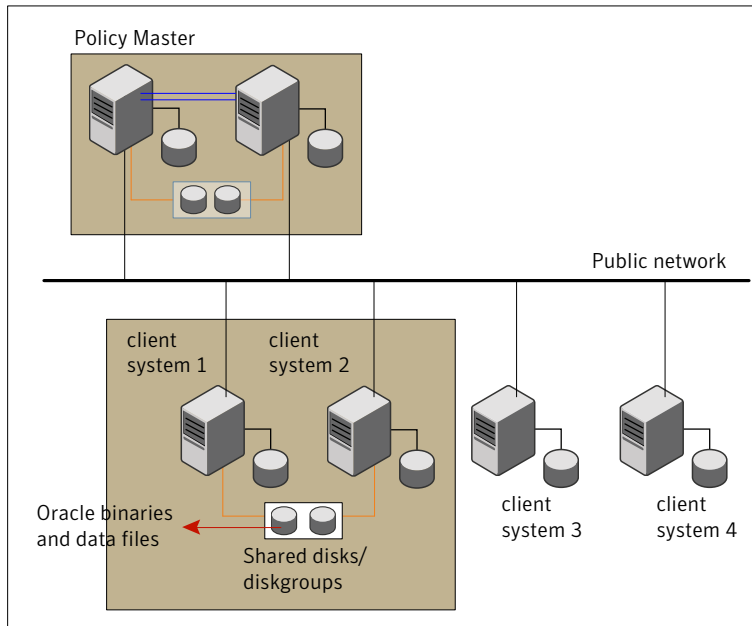 Policy Master
Public network
client
system 1
client
system 2
Oracle binaries
and data files
Shared disks/
diskgroups
client
system 3
client
system 4